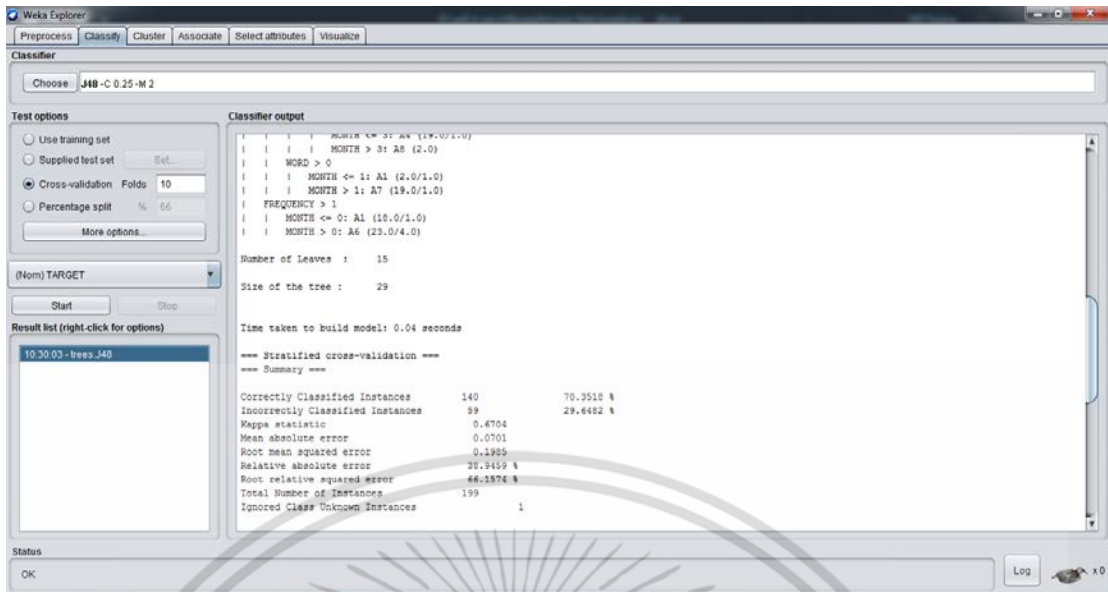 Weka Explorer
Preprocess Classify Cluster Associate Select attributes Visualize
Classifier
Choose J48 -C 0.25 -M 2
Test options
Use training set
Supplied test set Set...
Cross-validation Folds 10
Percentage split % 66
More options...
(Nom) TARGET
Start Stop
Result list (right-click for options)
10:30:03 - trees.J48
Classifier output
| | | | MONTH <= 3: A4 (19.0/1.0)
| | | | MONTH > 3: A8 (2.0)
| | WORD > 0
| | | MONTH <= 1: A1 (2.0/1.0)
| | | MONTH > 1: A7 (19.0/1.0)
| FREQUENCY > 1
| | MONTH <= 0: A1 (18.0/1.0)
| | MONTH > 0: A6 (23.0/4.0)
Number of Leaves : 15
Size of the tree : 29
Time taken to build model: 0.04 seconds
=== Stratified cross-validation ===
=== Summary ===
Correctly Classified Instances 140 70.3518 %
Incorrectly Classified Instances 59 29.6482 %
Kappa statistic 0.6704
Mean absolute error 0.0701
Root mean squared error 0.1985
Relative absolute error 38.9459 %
Root relative squared error 66.1574 %
Total Number of Instances 199
Ignored Class Unknown Instances 1
Status
OK
Log x 0